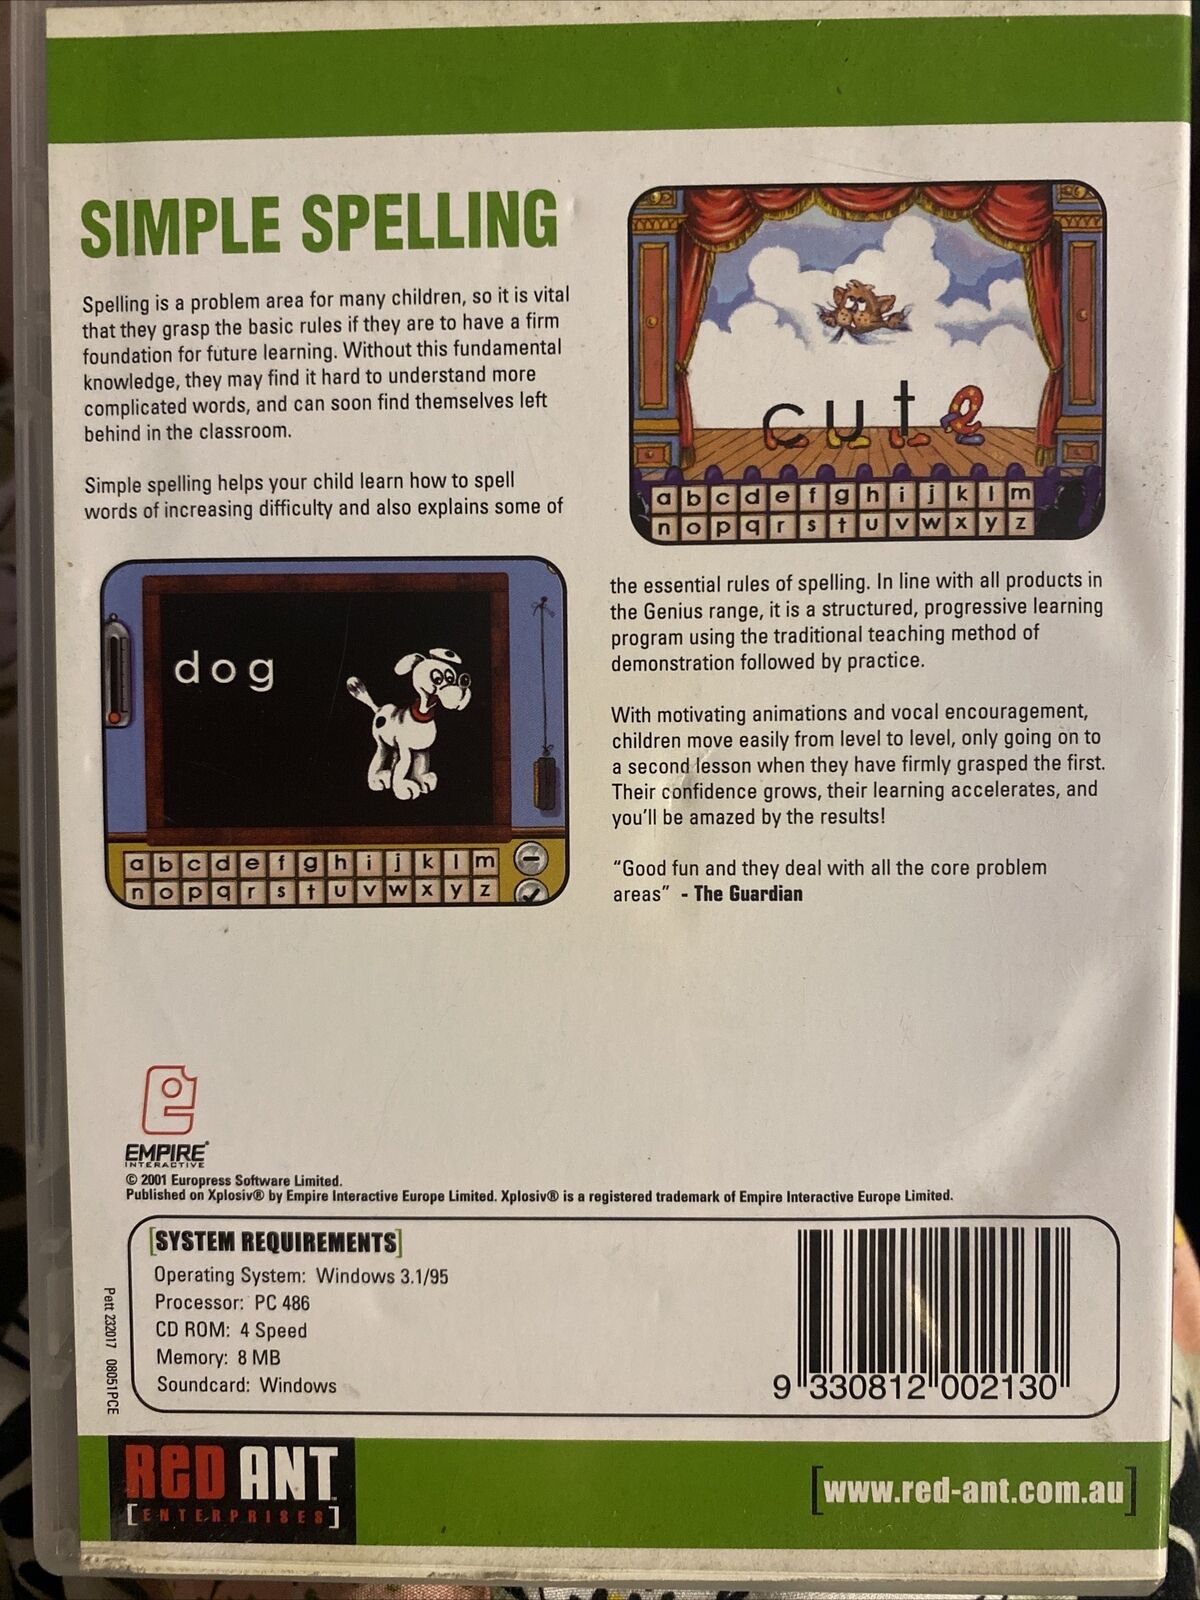 SIMPLE SPELLING
Spelling is a problem area for many children, so it is vital
that they grasp the basic rules if they are to have a firm
foundation for future learning. Without this fundamental
knowledge, they may find it hard to understand more
complicated words, and can soon find themselves left
behind in the classroom.
Simple spelling helps your child learn how to spell
words of increasing difficulty and also explains some of
cute
a b c d e f g h i j k l m
n o p q r s t u v w x y z
dog
a b c d e f g h i j k l m
n o p q r s t u v w x y z
the essential rules of spelling. In line with all products in
the Genius range, it is a structured, progressive learning
program using the traditional teaching method of
demonstration followed by practice.
With motivating animations and vocal encouragement,
children move easily from level to level, only going on to
a second lesson when they have firmly grasped the first.
Their confidence grows, their learning accelerates, and
you'll be amazed by the results!
“Good fun and they deal with all the core problem
areas” - The Guardian
e
EMPIRE®
INTERACTIVE
© 2001 Europress Software Limited.
Published on Xplosiv® by Empire Interactive Europe Limited. Xplosiv® is a registered trademark of Empire Interactive Europe Limited.
[SYSTEM REQUIREMENTS]
Operating System: Windows 3.1/95
Processor: PC 486
CD ROM: 4 Speed
Memory: 8 MB
Soundcard: Windows
9 330812 002130
Pett 232017 08051PCE
RED ANT
[ENTERPRISES]
[www.red-ant.com.au]